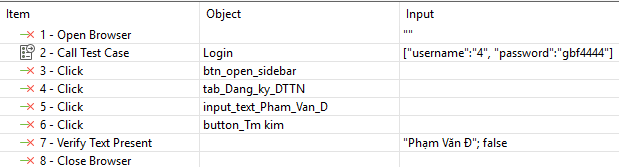 Item Object Input
1 - Open Browser ""
2 - Call Test Case Login ["username":"4", "password":"gbf4444"]
3 - Click btn_open_sidebar
4 - Click tab_Dang_ky_DTTN
5 - Click input_text_Pham_Van_D
6 - Click button_Tm kim
7 - Verify Text Present "Phạm Văn Đ"; false
8 - Close Browser